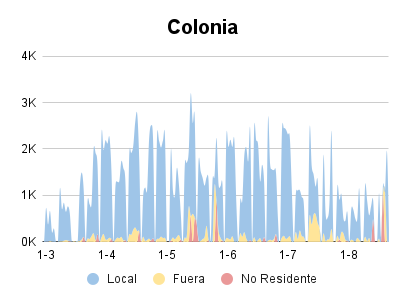 Colonia
4K
3K
2K
1K
0K
1-3 1-4 1-5 1-6 1-7 1-8
Local Fuera No Residente